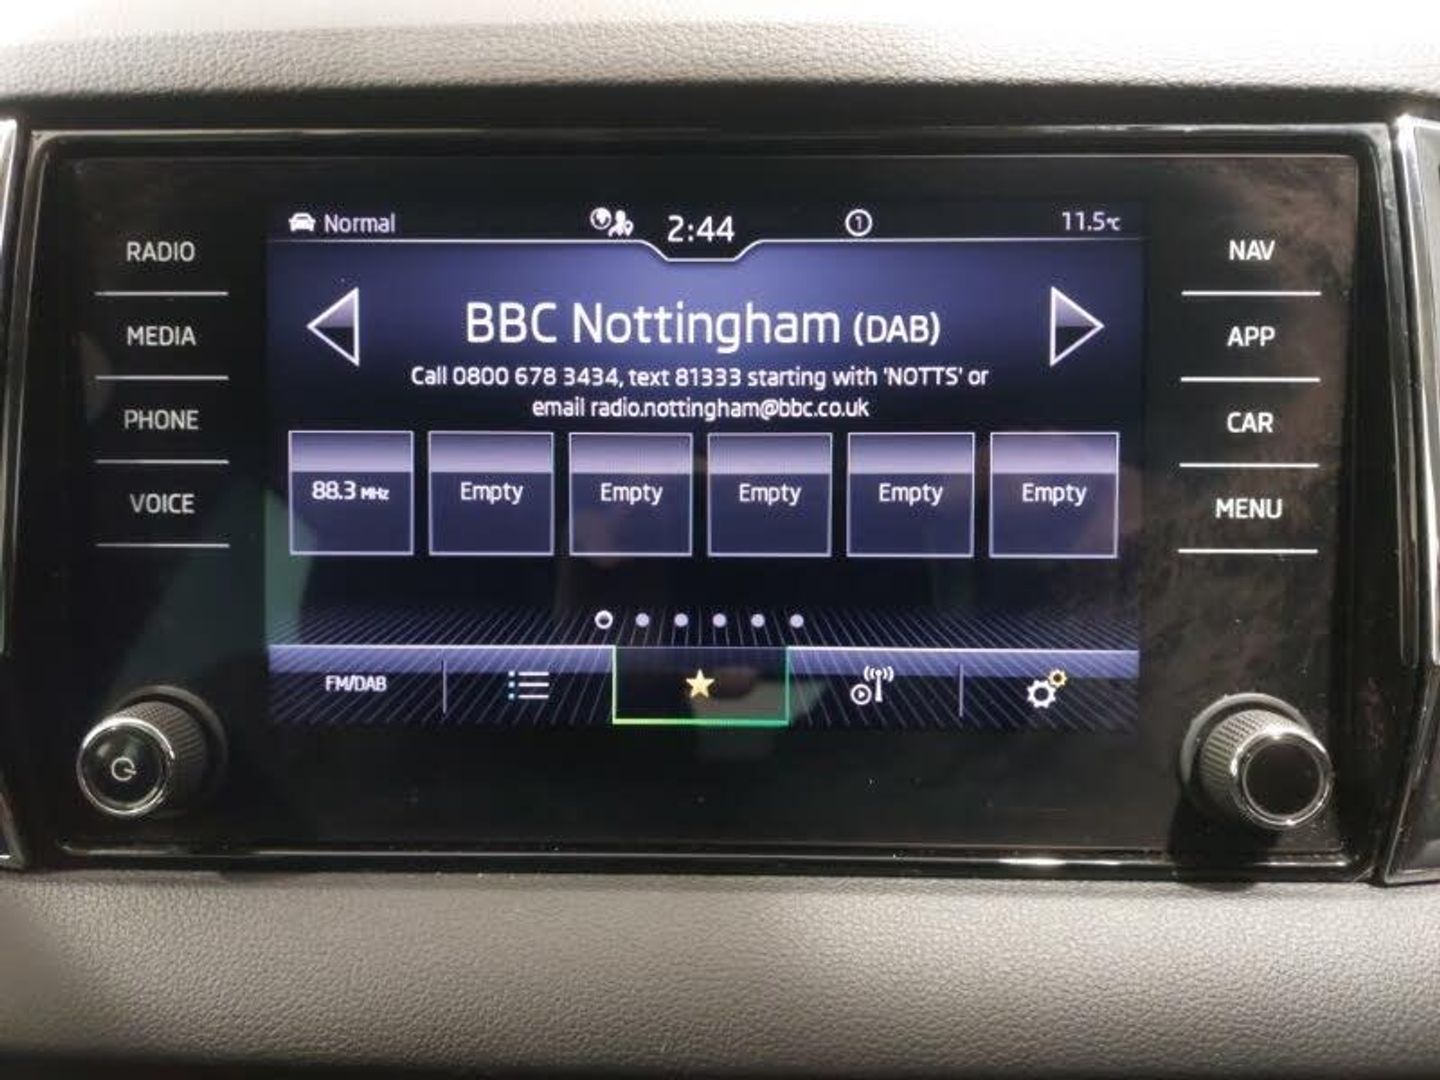 Normal
2:44
1
11.5°C
RADIO
MEDIA
PHONE
VOICE
BBC Nottingham (DAB)
Call 0800 678 3434, text 81333 starting with 'NOTTS' or
email radio.nottingham@bbc.co.uk
88.3 MHz
Empty
Empty
Empty
Empty
Empty
FM/DAB
NAV
APP
CAR
MENU